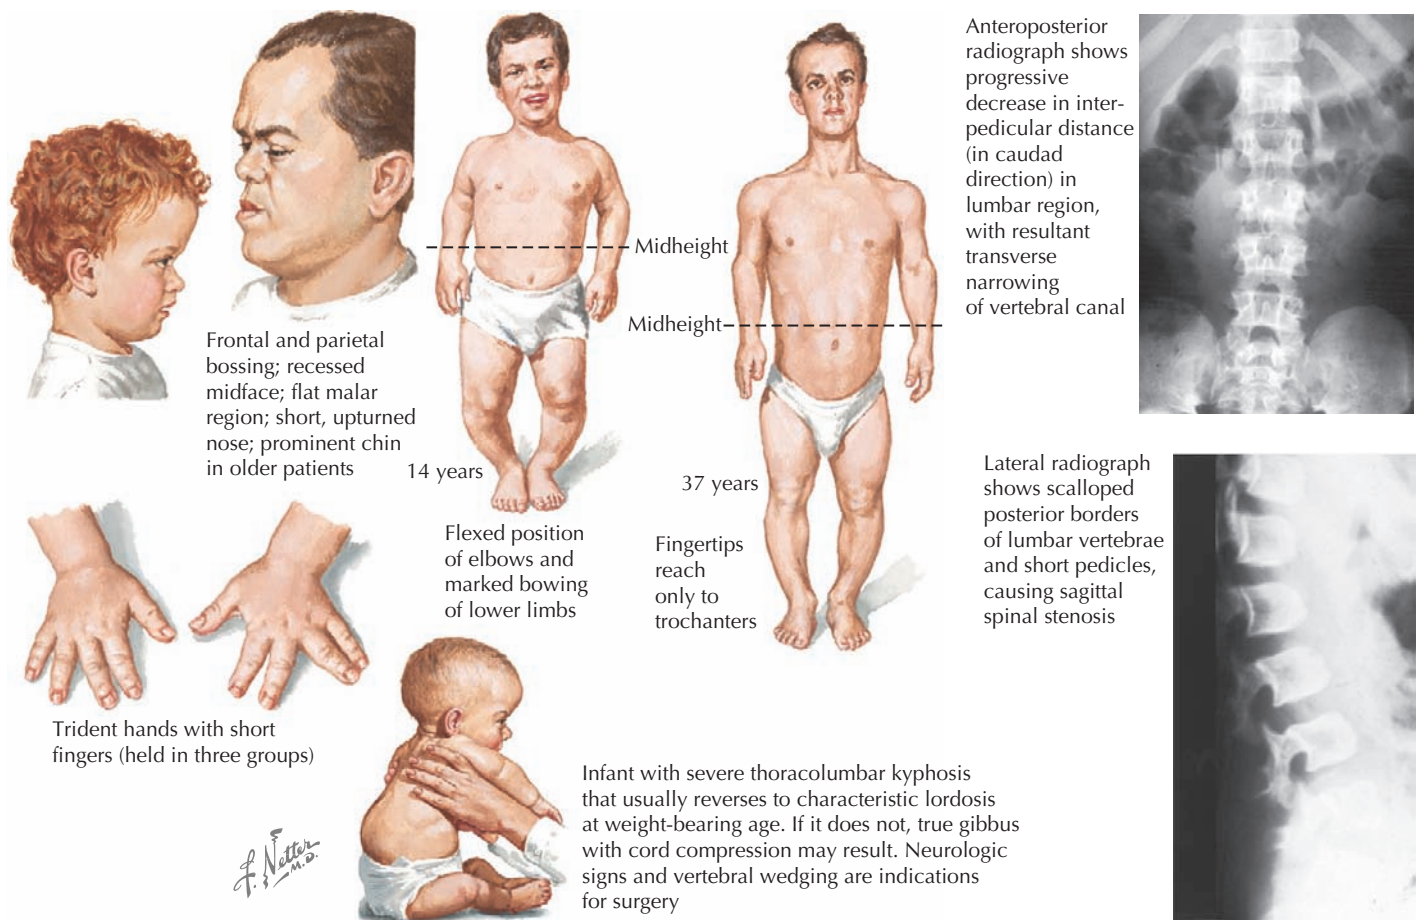 Anteroposterior
radiograph shows
progressive
decrease in inter-
pedicular distance
(in caudad
direction) in
lumbar region,
with resultant
transverse
narrowing
of vertebral canal
Midheight
Midheight
Frontal and parietal
bossing; recessed
midface; flat malar
region; short, upturned
nose; prominent chin
in older patients
14 years
37 years
Flexed position
of elbows and
marked bowing
of lower limbs
Fingertips
reach
only to
trochanters
Lateral radiograph
shows scalloped
posterior borders
of lumbar vertebrae
and short pedicles,
causing sagittal
spinal stenosis
Trident hands with short
fingers (held in three groups)
Infant with severe thoracolumbar kyphosis
that usually reverses to characteristic lordosis
at weight-bearing age. If it does not, true gibbus
with cord compression may result. Neurologic
signs and vertebral wedging are indications
for surgery
F. Netter
M.D.